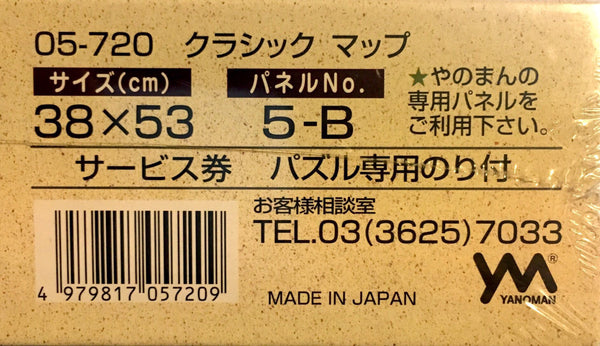 05-720 クラシック マップ
サイズ(cm) パネルNo.
38×53 5-B
★やのまんの
専用パネルを
ご利用下さい。
サービス券 パズル専用のり付
お客様相談室
TEL.03(3625)7033
4 979817 057209
MADE IN JAPAN
YM®
YANOMAN